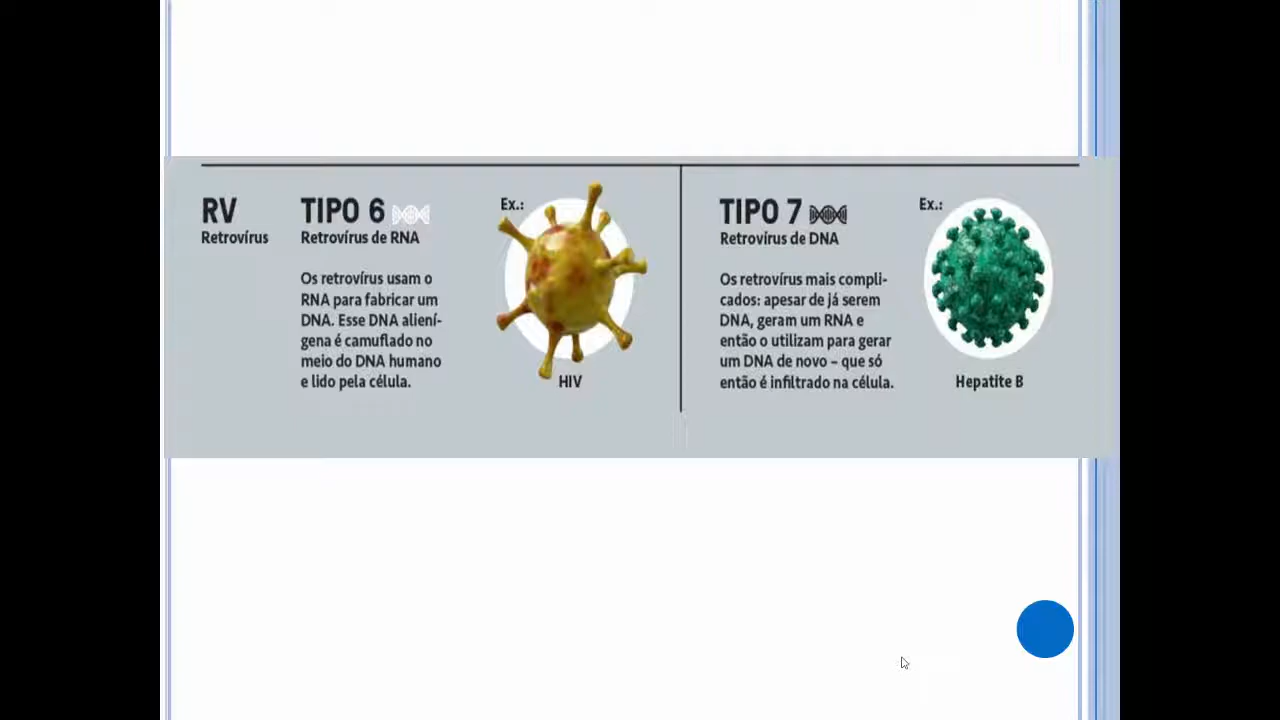 RV
Retrovírus
TIPO 6
Retrovírus de RNA
Os retrovírus usam o
RNA para fabricar um
DNA. Esse DNA aliení-
gena é camuflado no
meio do DNA humano
e lido pela célula.
Ex.:
HIV
TIPO 7
Retrovírus de DNA
Os retrovírus mais compli-
cados: apesar de já serem
DNA, geram um RNA e
então o utilizam para gerar
um DNA de novo – que só
então é infiltrado na célula.
Ex.:
Hepatite B